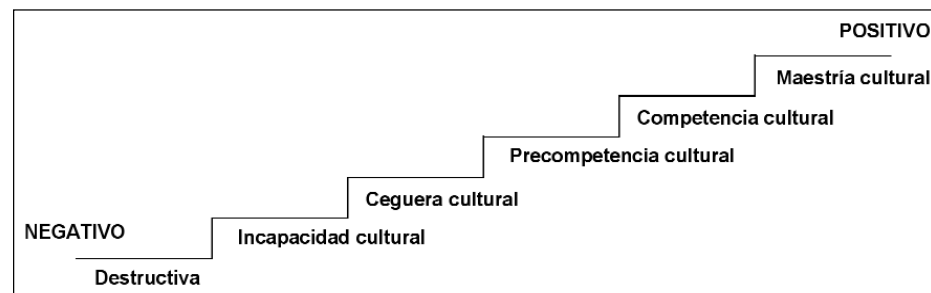 POSITIVO
Maestría cultural
Competencia cultural
Precompetencia cultural
Ceguera cultural
NEGATIVO
Incapacidad cultural
Destructiva